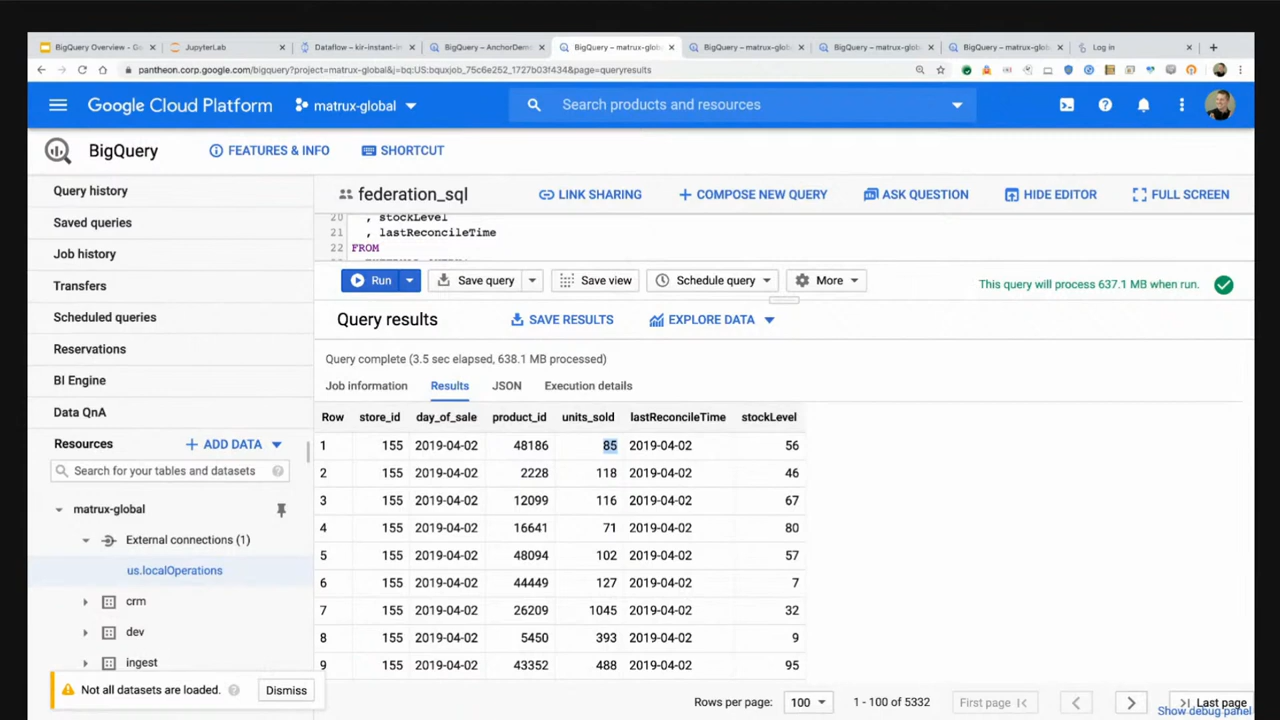 BigQuery Overview - Go
JupyterLab
Dataflow – kir-instant-in
BigQuery – AnchorDem
BigQuery – matrux-globa
BigQuery – matrux-globa
BigQuery – matrux-globa
BigQuery – matrux-globa
Log in
pantheon.corp.google.com/bigquery?project=matrux-global&j=bq:US:bquxjob_75c6e252_1727b03f434&page=queryresults
Google Cloud Platform
matrux-global
Search products and resources
BigQuery
FEATURES & INFO
SHORTCUT
Query history
Saved queries
Job history
Transfers
Scheduled queries
Reservations
BI Engine
Data QnA
Resources
ADD DATA
Search for your tables and datasets
matrux-global
External connections (1)
us.localOperations
crm
dev
ingest
Not all datasets are loaded.
Dismiss
federation_sql
LINK SHARING
COMPOSE NEW QUERY
ASK QUESTION
HIDE EDITOR
FULL SCREEN
20 , stockLevel
21 , lastReconcileTime
22 FROM
Run
Save query
Save view
Schedule query
More
This query will process 637.1 MB when run.
Query results
SAVE RESULTS
EXPLORE DATA
Query complete (3.5 sec elapsed, 638.1 MB processed)
Job information Results JSON Execution details
Row store_id day_of_sale product_id units_sold lastReconcileTime stockLevel
1 155 2019-04-02 48186 85 2019-04-02 56
2 155 2019-04-02 2228 118 2019-04-02 46
3 155 2019-04-02 12099 116 2019-04-02 67
4 155 2019-04-02 16641 71 2019-04-02 80
5 155 2019-04-02 48094 102 2019-04-02 57
6 155 2019-04-02 44449 127 2019-04-02 7
7 155 2019-04-02 26209 1045 2019-04-02 32
8 155 2019-04-02 5450 393 2019-04-02 9
9 155 2019-04-02 43352 488 2019-04-02 95
Rows per page: 100 1 - 100 of 5332 First page Last page
Show debug panel